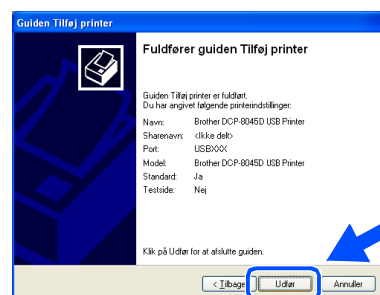 Guiden Tilføj printer
Fuldfører guiden Tilføj printer
Guiden Tilføj printer er fuldført.
Du har angivet følgende printerindstillinger:
Navn: Brother DCP-8045D USB Printer
Sharenavn: <Ikke delt>
Port: USBXXX
Model: Brother DCP-8045D USB Printer
Standard: Ja
Testside: Nej
Klik på Udfør for at afslutte guiden.
< Tilbage Udfør Annuller